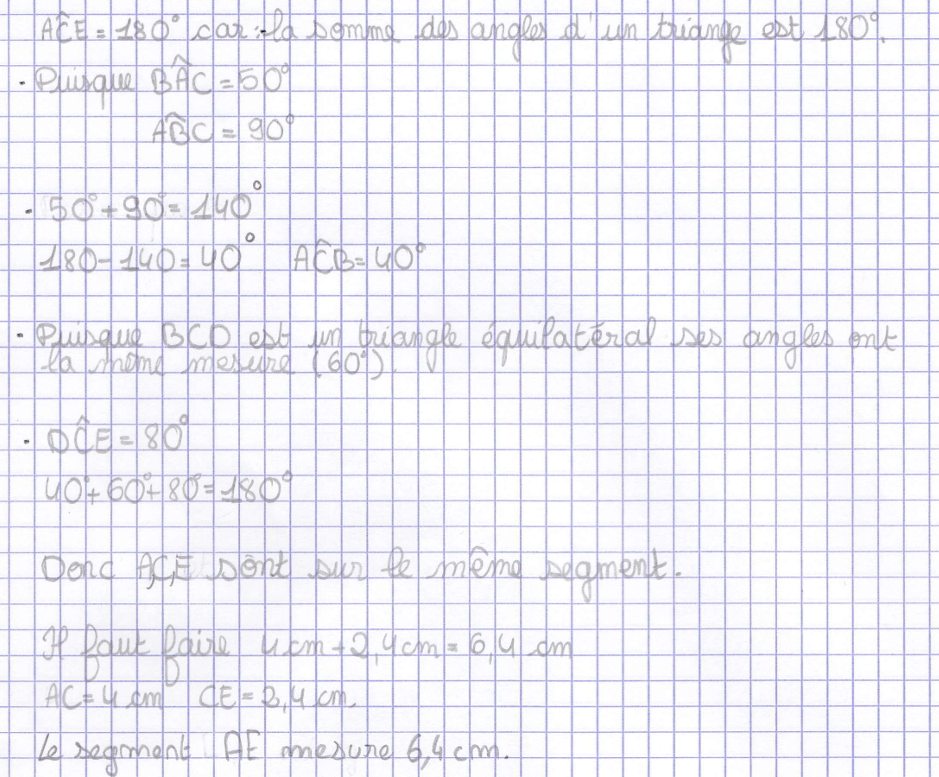 AĈE = 180° car : la somme des angles d'un triange est 180°.
- Puisque BÂC = 50°
AB̂C = 90°
- 50° + 90° = 140°
180 - 140 = 40° AĈB = 40°
- Puisque BCD est un triangle équilatéral ses angles ont
la même mesure (60°).
- DĈE = 80°
40° + 60° + 80° = 180°
Donc A,C,E sont sur le même segment.
Il faut faire 4 cm + 2,4 cm = 6,4 cm
AC = 4 cm CE = 2,4 cm.
Le segment AE mesure 6,4 cm.